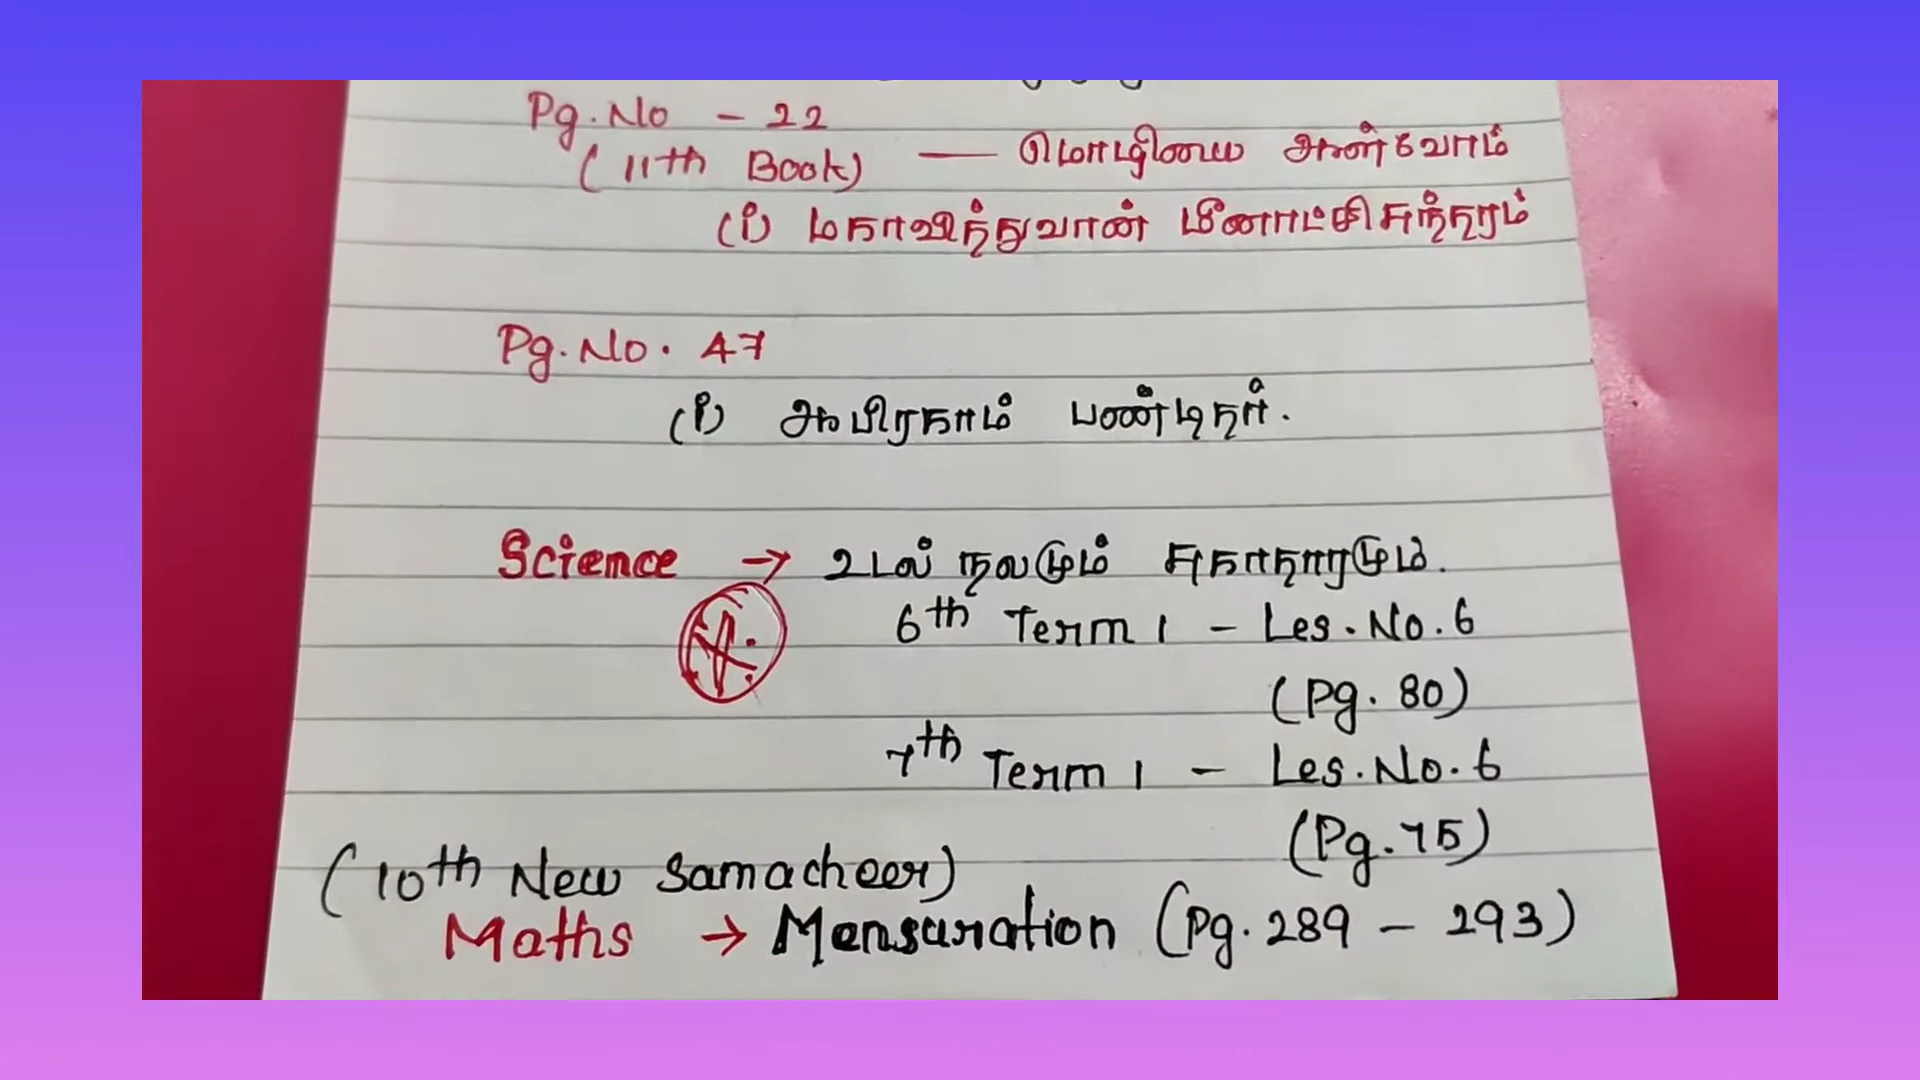 Pg.No - 22
(11th Book) — மொழியை ஆள்வோம்
(i) மகாவித்துவான் மீனாட்சிசுந்தரம்
Pg.No. 47
(i) ஆபிரகாம் பண்டிதர்.
Science → உடல் நலமும் சுகாதாரமும்.
6th Term 1 - Les.No.6
(Pg. 80)
7th Term 1 - Les.No.6
(Pg.75)
(10th New Samacheer)
Maths → Mensuration (Pg.289 - 293)